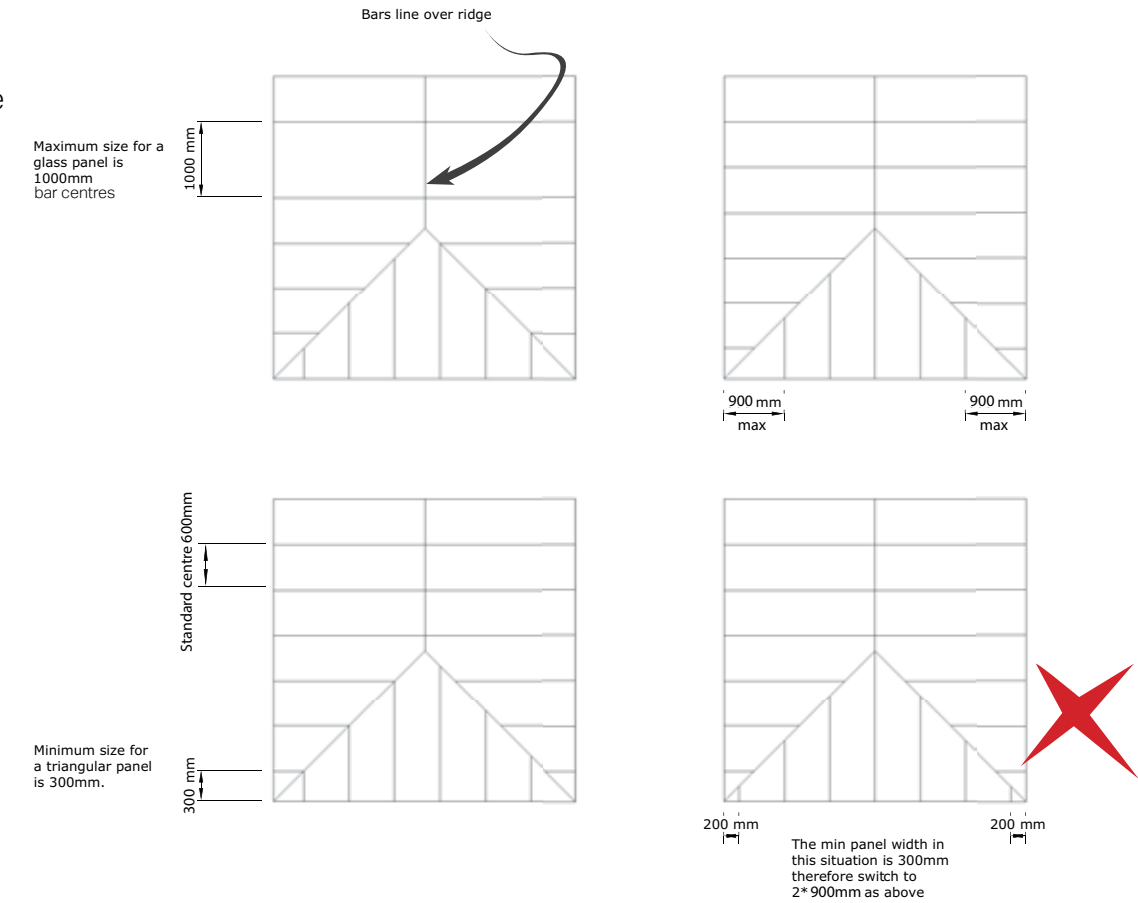 Bars line over ridge
e
Maximum size for a
glass panel is
1000mm
bar centres
1000 mm
900 mm
max
900 mm
max
Standard centre 600mm
Minimum size for
a triangular panel
is 300mm.
300 mm
200 mm
200 mm
The min panel width in
this situation is 300mm
therefore switch to
2* 900mm as above